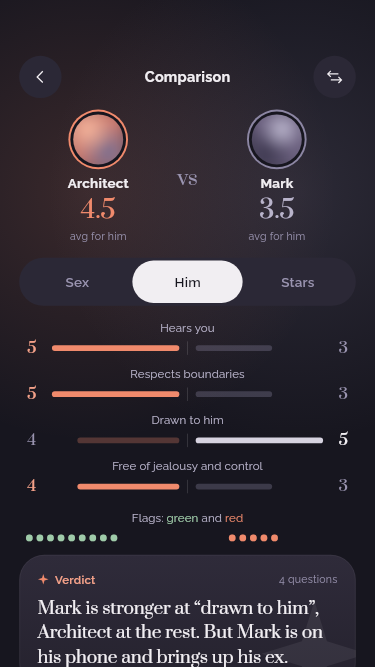 Comparison
Architect
VS
Mark
4.5
3.5
avg for him
avg for him
Sex
Him
Stars
Hears you
5
3
Respects boundaries
5
3
Drawn to him
4
5
Free of jealousy and control
4
3
Flags: green and red
Verdict
4 questions
Mark is stronger at “drawn to him”,
Architect at the rest. But Mark is on
his phone and brings up his ex.